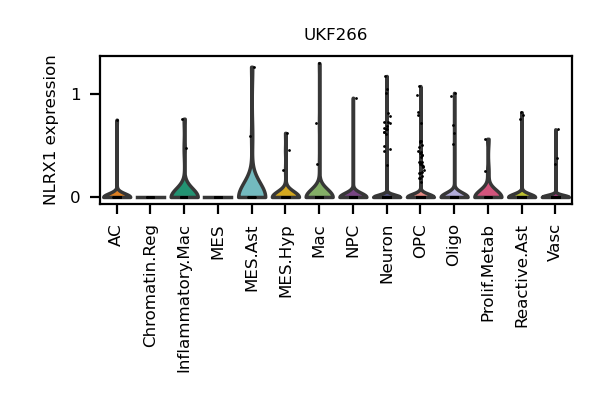 UKF266
NLRX1 expression
1
0
AC
Chromatin.Reg
Inflammatory.Mac
MES
MES.Ast
MES.Hyp
Mac
NPC
Neuron
OPC
Oligo
Prolif.Metab
Reactive.Ast
Vasc